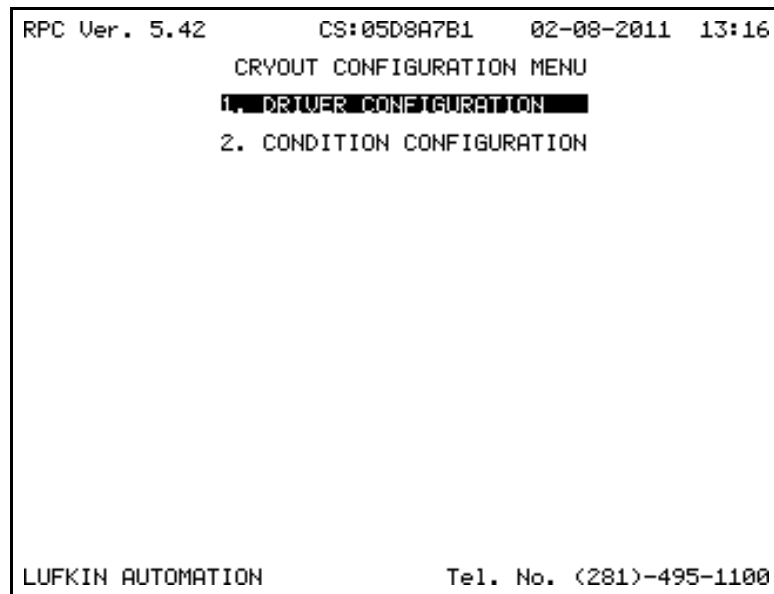 RPC Ver. 5.42 CS:05D8A7B1 02-08-2011 13:16
CRYOUT CONFIGURATION MENU
1. DRIVER CONFIGURATION
2. CONDITION CONFIGURATION
LUFKIN AUTOMATION Tel. No. (281)-495-1100